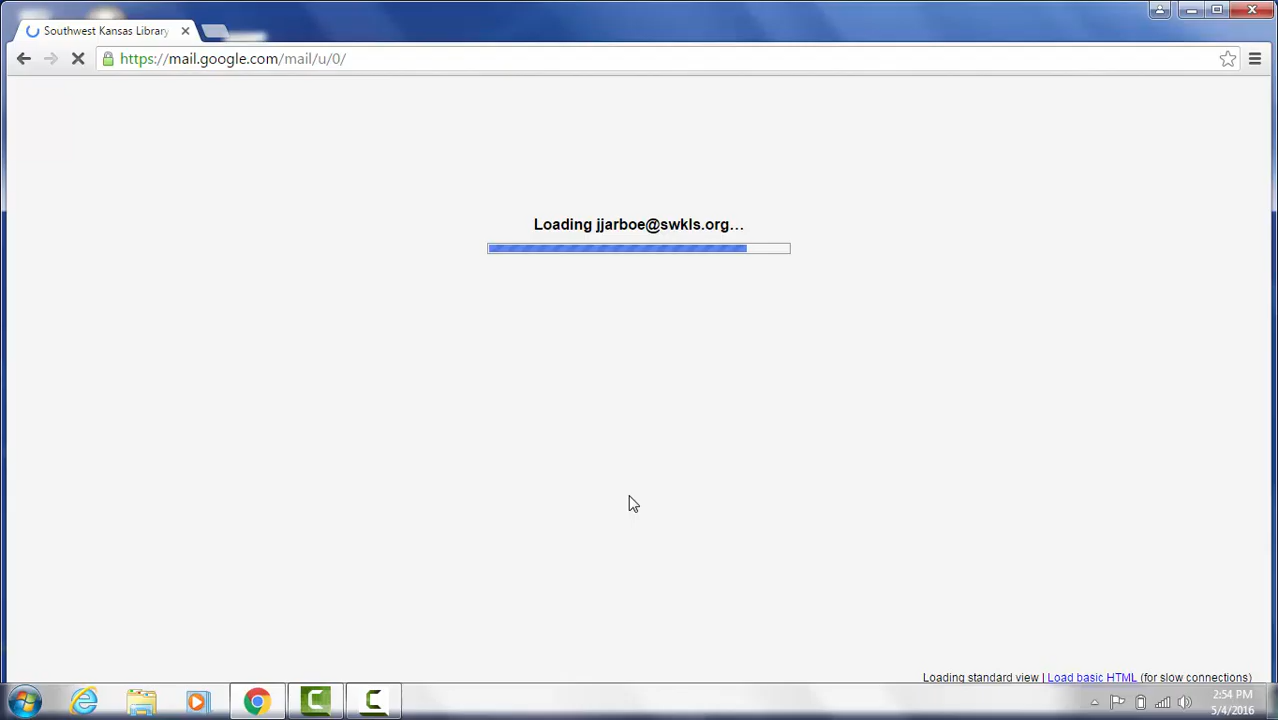 Southwest Kansas Library
https://mail.google.com/mail/u/0/
Loading jjarboe@swkls.org…
Loading standard view | Load basic HTML (for slow connections)
2:54 PM
5/4/2016